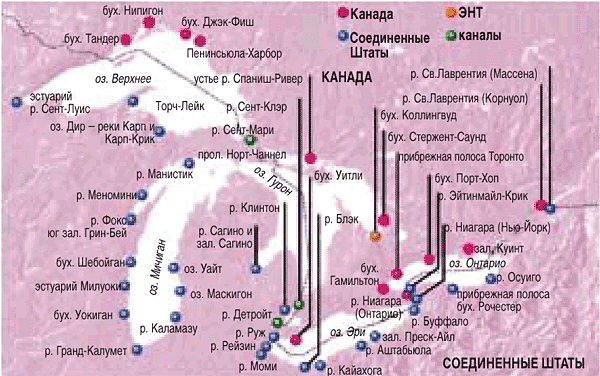 бух. Нипигон
бух. Джэк-Фиш
бух. Тандер
Пенинсьюла-Харбор
Канада
ЭНТ
Соединенные
Штаты
каналы
оз. Верхнее
устье р. Спаниш-Ривер
КАНАДА
р. Св.Лаврентия (Массена)
эстуарий
р. Сент-Луис
Торч-Лейк
р. Сент-Клэр
р. Св.Лаврентия (Корнуол)
бух.
Коллингвуд
оз. Дир – реки Карп и
Карп-Крик
р. Сент-Мари
бух. Стержент-Саунд
прол. Норт-Чаннел
прибрежная полоса Торонто
р. Манистик
оз. Гурон
бух. Уитли
бух. Порт-Хоп
р. Меномини
р. Эйтинмайл-Крик
р. Клинтон
р. Блэк
р. Фокс
юг зал. Грин-Бей
р. Сагино и
зал. Сагино
р. Ниагара (Нью-Йорк)
зал. Куинт
бух. Шебойган
оз. Мичиган
оз. Уайт
бух.
Гамильтон
оз. Онтарио
р. Осуиго
эстуарий Милуоки
оз. Маскигон
р. Ниагара
(Онтарио)
прибрежная полоса
бух. Рочестер
бух. Уокиган
р. Каламазу
р. Детройт
р. Буффало
р. Руж
оз. Эри
зал. Преск-Айл
р. Гранд-Калумет
р. Рейзин
р. Аштабьюла
р. Моми
р. Кайахога
СОЕДИНЕННЫЕ ШТАТЫ